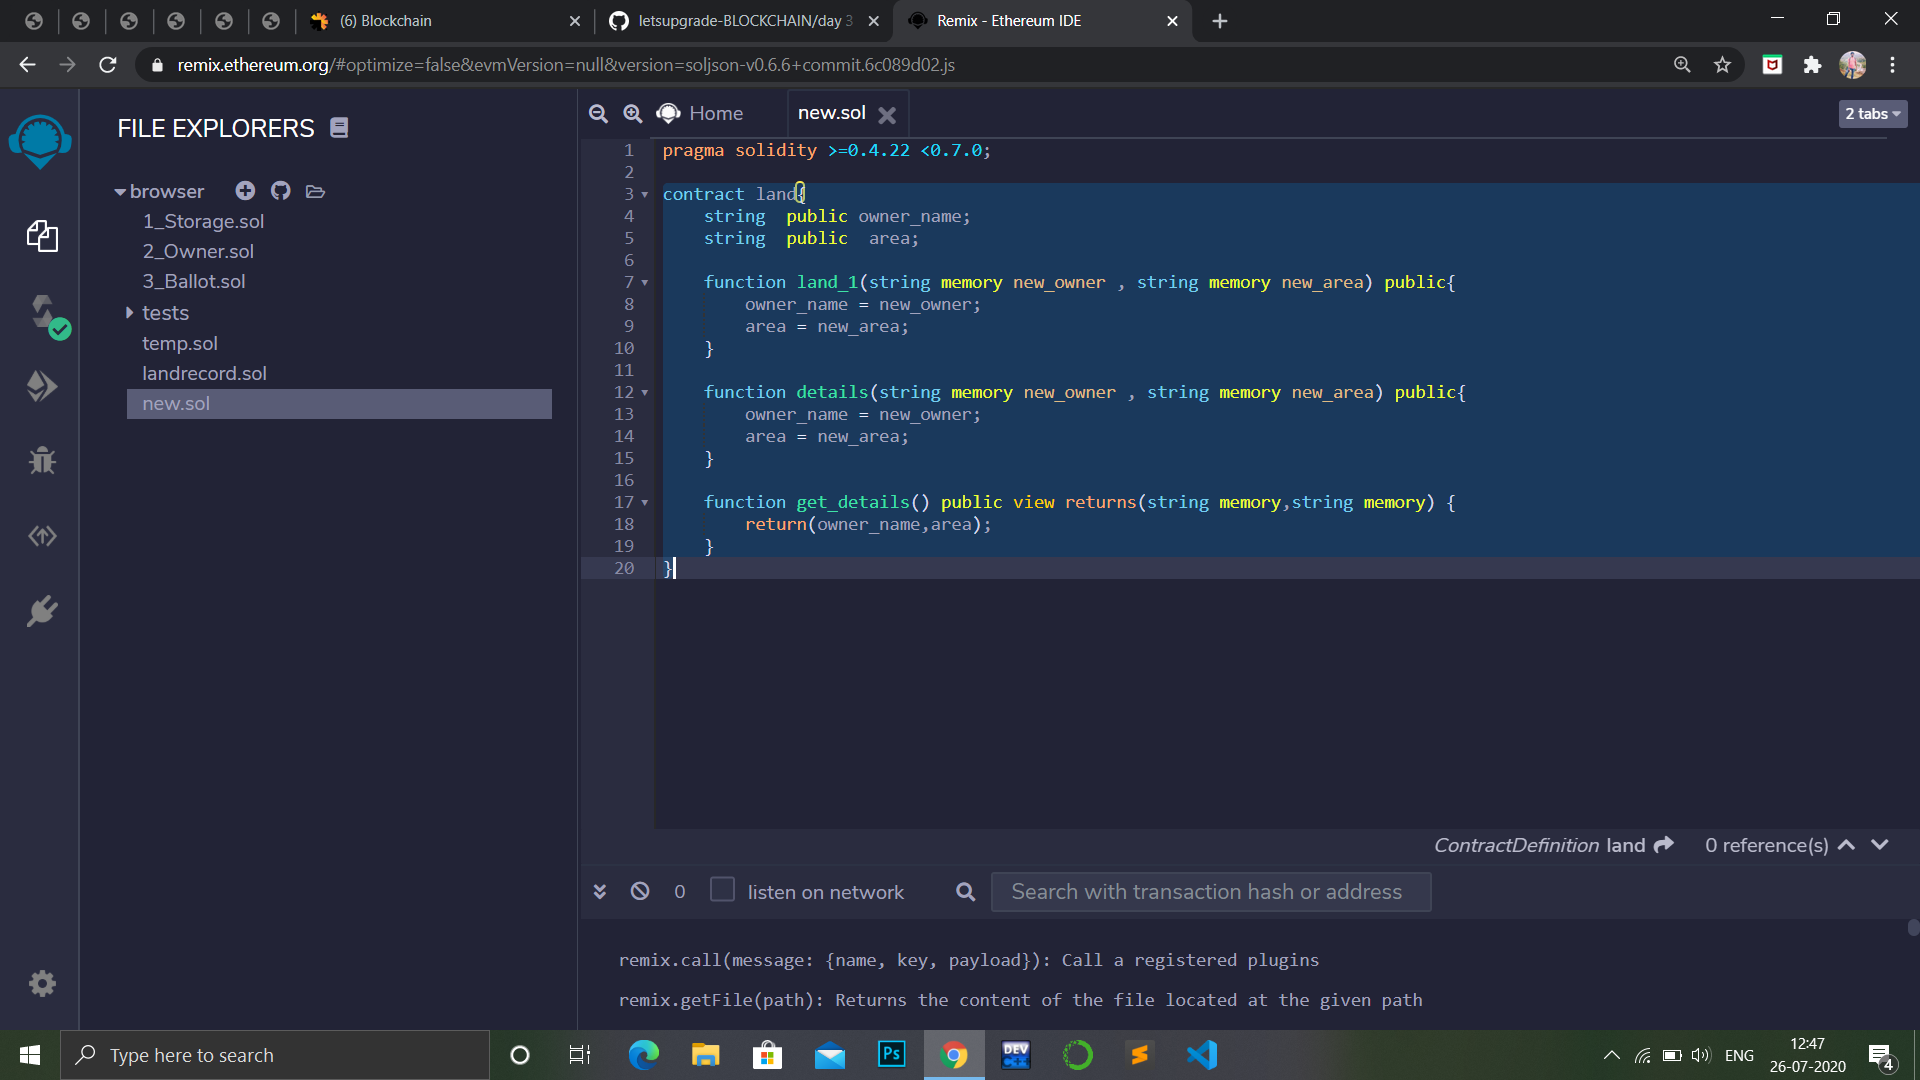 (6) Blockchain
letsupgrade-BLOCKCHAIN/day 3
Remix - Ethereum IDE
remix.ethereum.org/#optimize=false&evmVersion=null&version=soljson-v0.6.6+commit.6c089d02.js
FILE EXPLORERS
browser
1_Storage.sol
2_Owner.sol
3_Ballot.sol
tests
temp.sol
landrecord.sol
new.sol
Home
new.sol
2 tabs
1 pragma solidity >=0.4.22 <0.7.0;
2
3 contract land{
4     string  public owner_name;
5     string  public  area;
6
7     function land_1(string memory new_owner , string memory new_area) public{
8         owner_name = new_owner;
9         area = new_area;
10     }
11
12     function details(string memory new_owner , string memory new_area) public{
13         owner_name = new_owner;
14         area = new_area;
15     }
16
17     function get_details() public view returns(string memory,string memory) {
18         return(owner_name,area);
19     }
20 }
ContractDefinition land 0 reference(s)
0 listen on network Search with transaction hash or address
remix.call(message: {name, key, payload}): Call a registered plugins
remix.getFile(path): Returns the content of the file located at the given path
Type here to search
Ps
DEV C++
ENG
12:47
26-07-2020
4